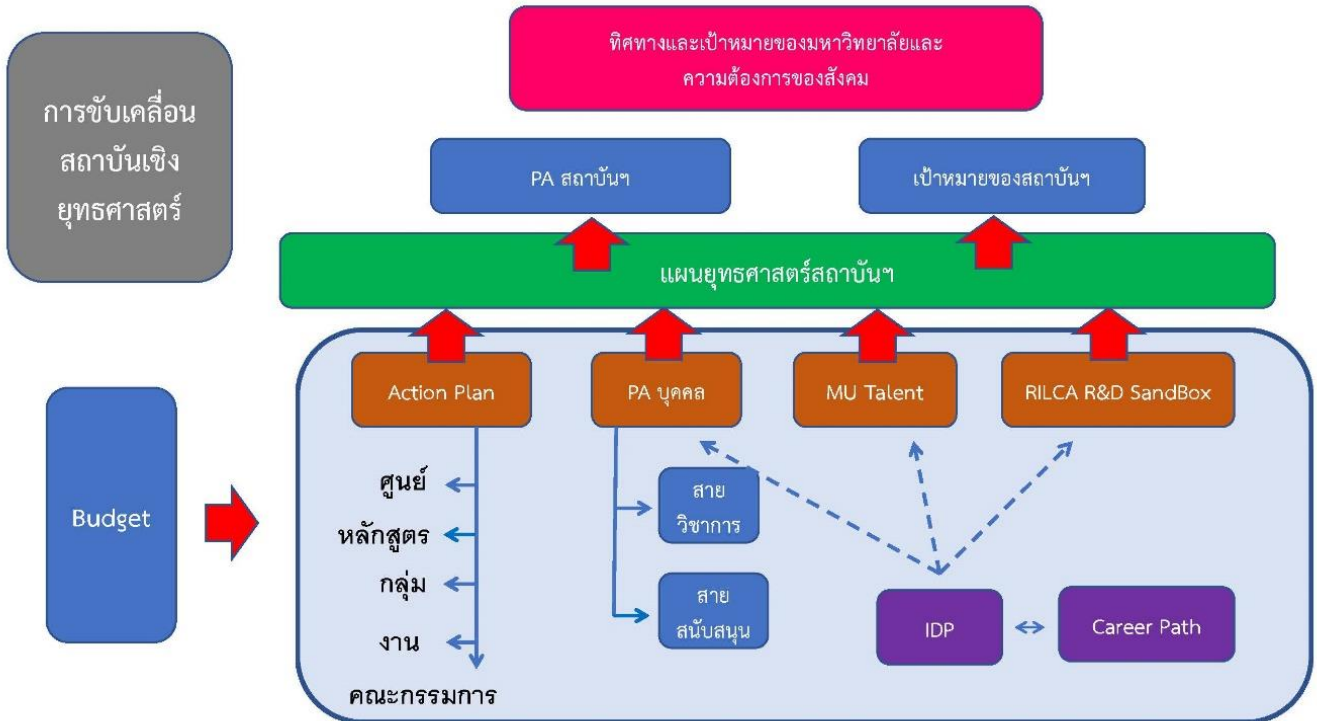 การขับเคลื่อน
สถาบันเชิง
ยุทธศาสตร์
ทิศทางและเป้าหมายของมหาวิทยาลัยและ
ความต้องการของสังคม
PA สถาบันฯ
เป้าหมายของสถาบันฯ
แผนยุทธศาสตร์สถาบันฯ
Budget
Action Plan
PA บุคคล
MU Talent
RILCA R&D SandBox
ศูนย์
หลักสูตร
กลุ่ม
งาน
คณะกรรมการ
สาย
วิชาการ
สาย
สนับสนุน
IDP
Career Path